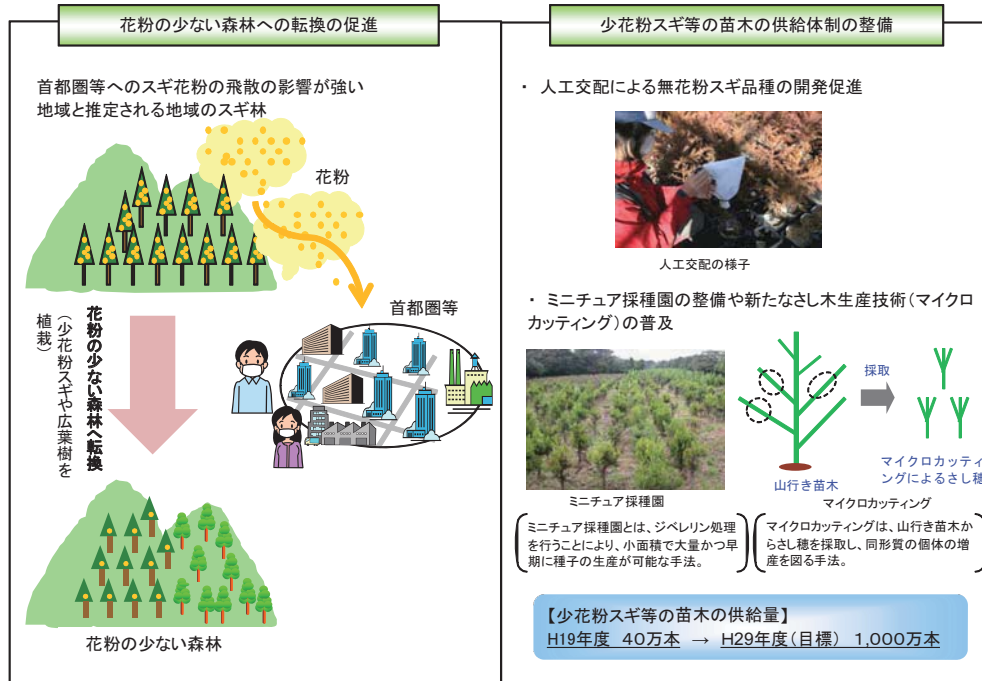 花粉の少ない森林への転換の促進
首都圏等へのスギ花粉の飛散の影響が強い
地域と推定される地域のスギ林
花粉
首都圏等
花粉の少ない森林へ転換
（少花粉スギや広葉樹を
植栽）
花粉の少ない森林
少花粉スギ等の苗木の供給体制の整備
・ 人工交配による無花粉スギ品種の開発促進
人工交配の様子
・ ミニチュア採種園の整備や新たなさし木生産技術（マイクロ
カッティング）の普及
採取
山行き苗木
マイクロカッティ
ングによるさし穂
ミニチュア採種園
マイクロカッティング
ミニチュア採種園とは、ジベレリン処理
を行うことにより、小面積で大量かつ早
期に種子の生産が可能な手法。
マイクロカッティングは、山行き苗木か
らさし穂を採取し、同形質の個体の増
産を図る手法。
【少花粉スギ等の苗木の供給量】
H19年度 40万本 → H29年度（目標） 1,000万本